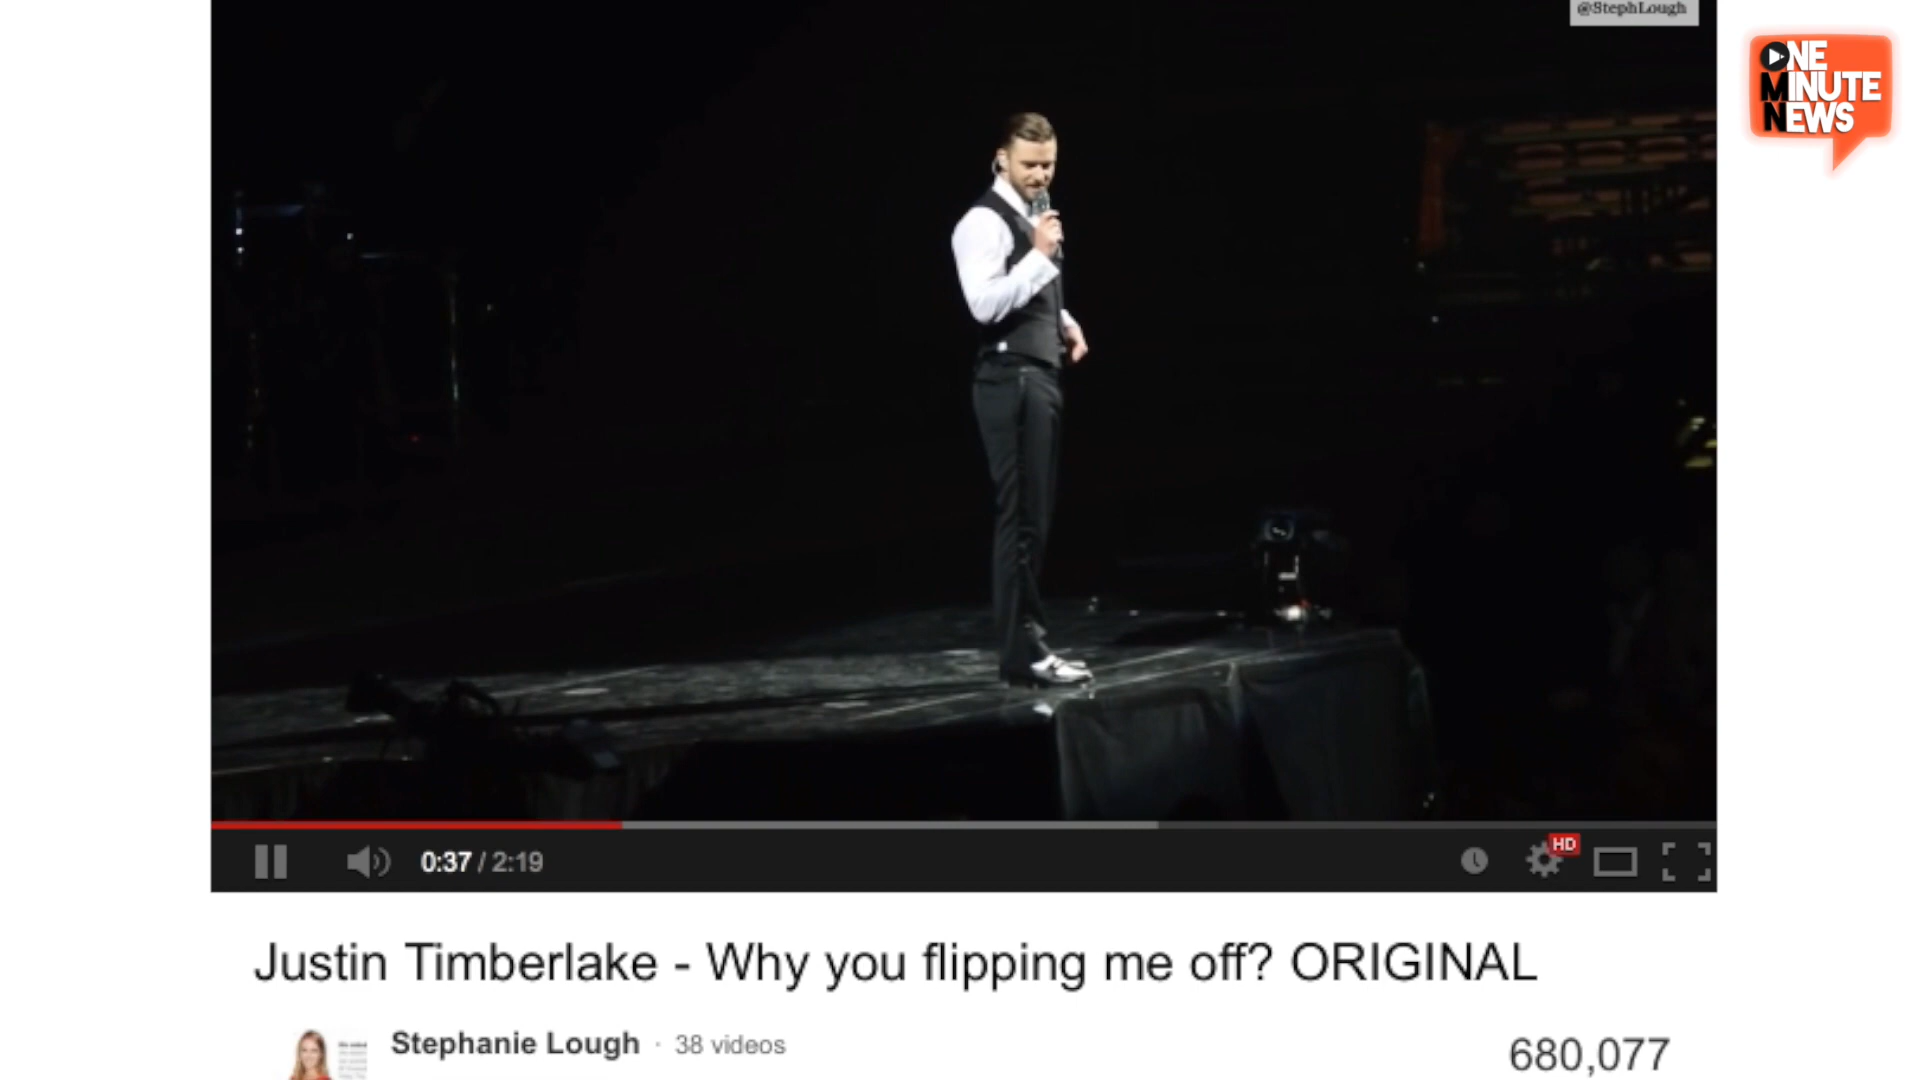 @StephLough
ONE
MINUTE
NEWS
0:37 / 2:19
HD
Justin Timberlake - Why you flipping me off? ORIGINAL
Stephanie Lough · 38 videos
680,077